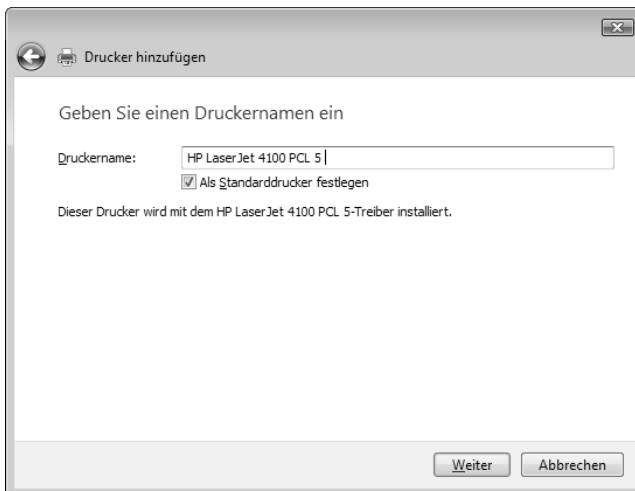 Drucker hinzufügen
Geben Sie einen Druckernamen ein
Druckername: HP LaserJet 4100 PCL 5
Als Standarddrucker festlegen
Dieser Drucker wird mit dem HP LaserJet 4100 PCL 5-Treiber installiert.
Weiter Abbrechen